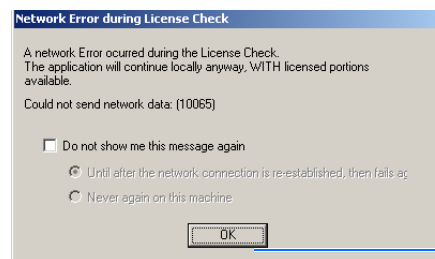 Network Error during License Check
A network Error ocurred during the License Check.
The application will continue locally anyway, WITH licensed portions
available.
Could not send network data: (10065)
Do not show me this message again
Until after the network connection is re-established, then fails ag
Never again on this machine
OK